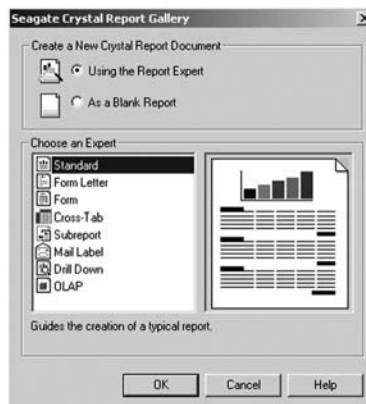 Seagate Crystal Report Gallery
Create a New Crystal Report Document
Using the Report Expert
As a Blank Report
Choose an Expert
Standard
Form Letter
Form
Cross-Tab
Subreport
Mail Label
Drill Down
OLAP
Guides the creation of a typical report.
OK Cancel Help